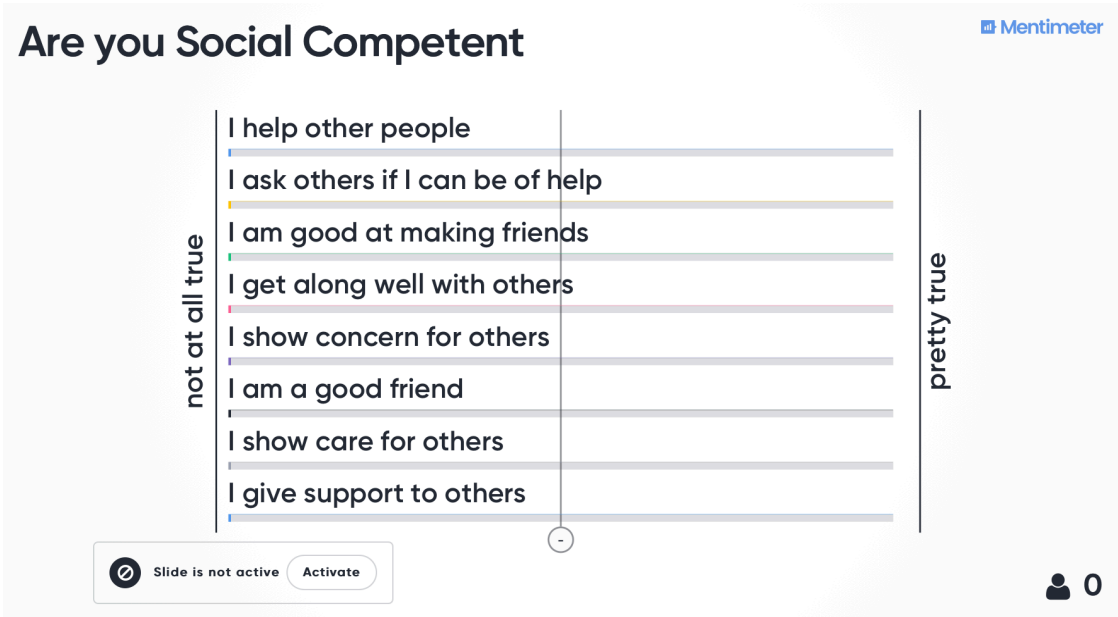 Are you Social Competent
Mentimeter
I help other people
I ask others if I can be of help
I am good at making friends
I get along well with others
I show concern for others
I am a good friend
I show care for others
I give support to others
not at all true
pretty true
-
Slide is not active
Activate
0